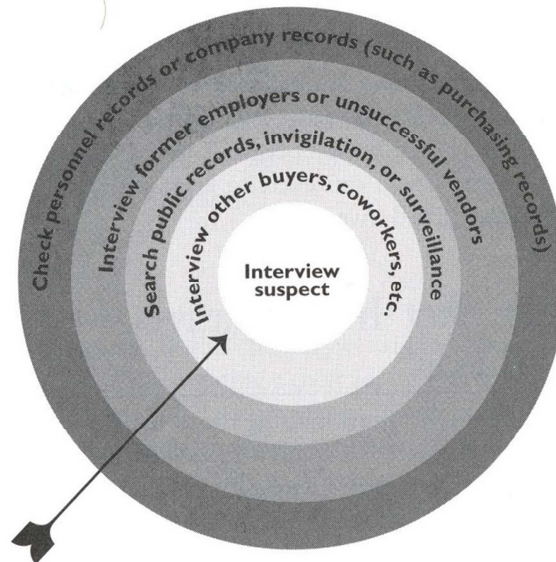 Check personnel records or company records (such as purchasing records)
Interview former employers or unsuccessful vendors
Search public records, invigilation, or surveillance
Interview other buyers, coworkers, etc.
Interview
suspect